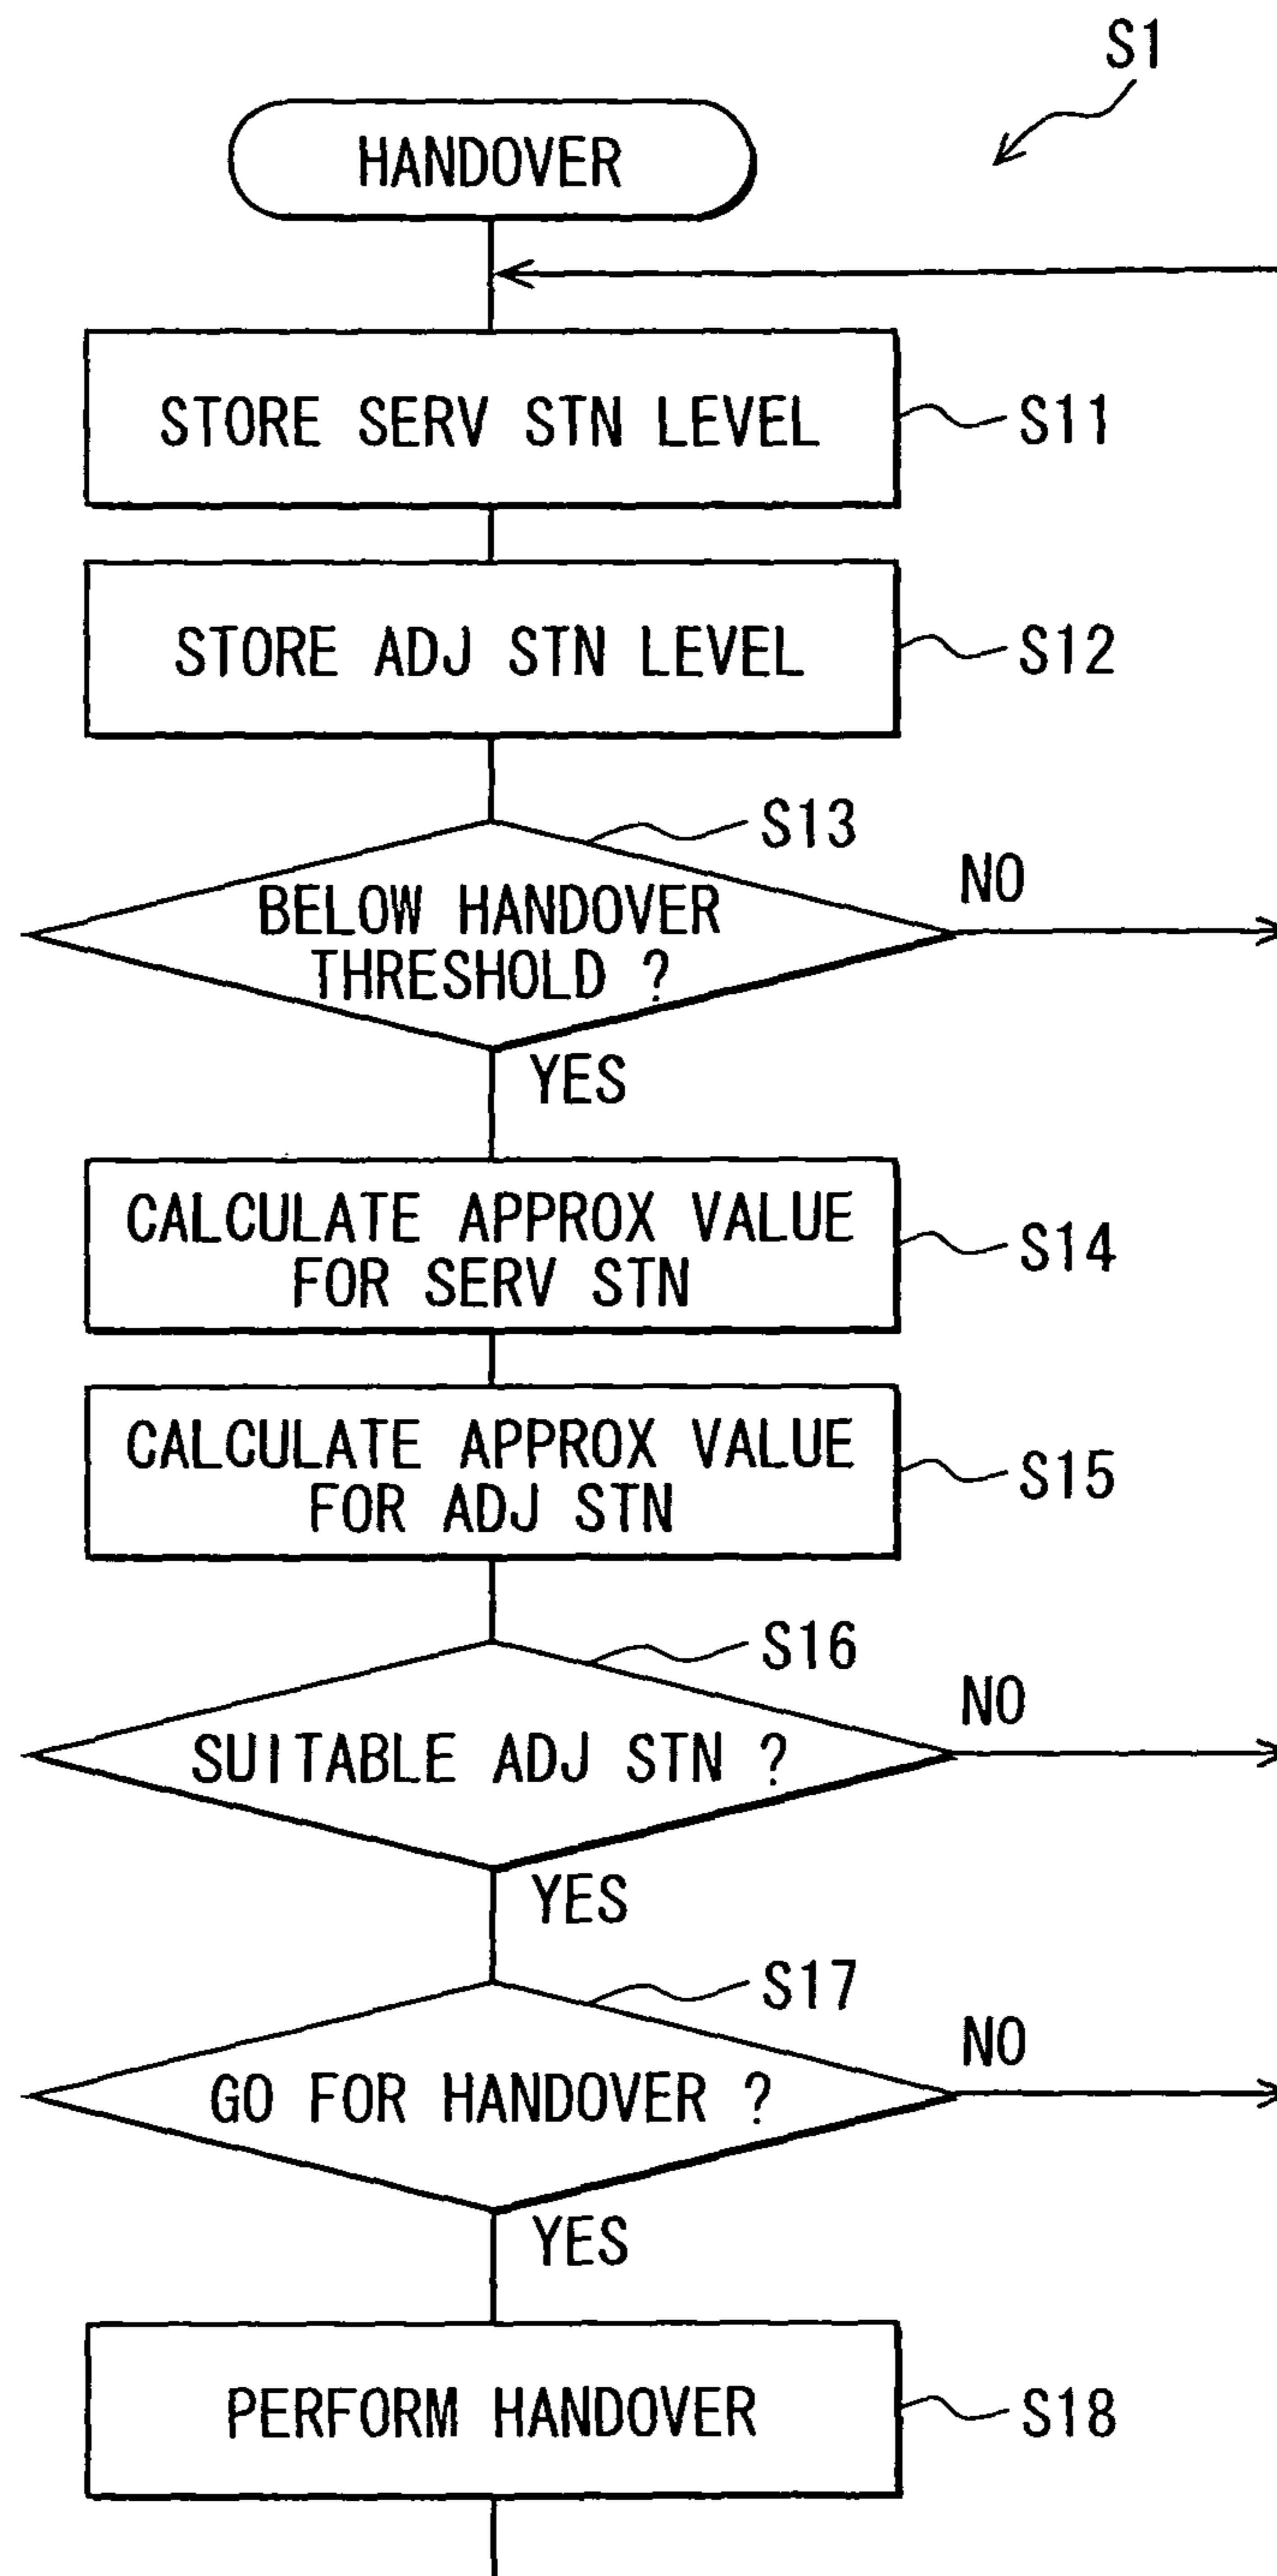 S1
HANDOVER
STORE SERV STN LEVEL
S11
STORE ADJ STN LEVEL
S12
S13
BELOW HANDOVER
THRESHOLD ?
NO
YES
CALCULATE APPROX VALUE
FOR SERV STN
S14
CALCULATE APPROX VALUE
FOR ADJ STN
S15
S16
SUITABLE ADJ STN ?
NO
YES
S17
GO FOR HANDOVER ?
NO
YES
PERFORM HANDOVER
S18